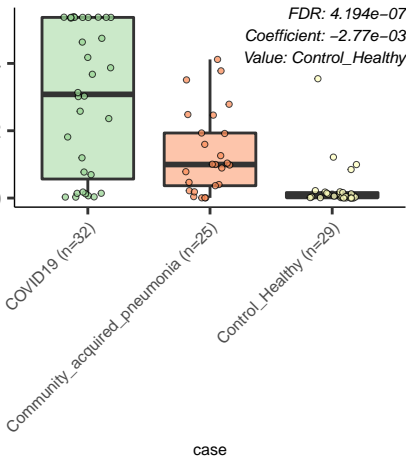 FDR: 4.194e−07
Coefficient: −2.77e−03
Value: Control_Healthy
COVID19 (n=32)
Community_acquired_pneumonia (n=25)
Control_Healthy (n=29)
case